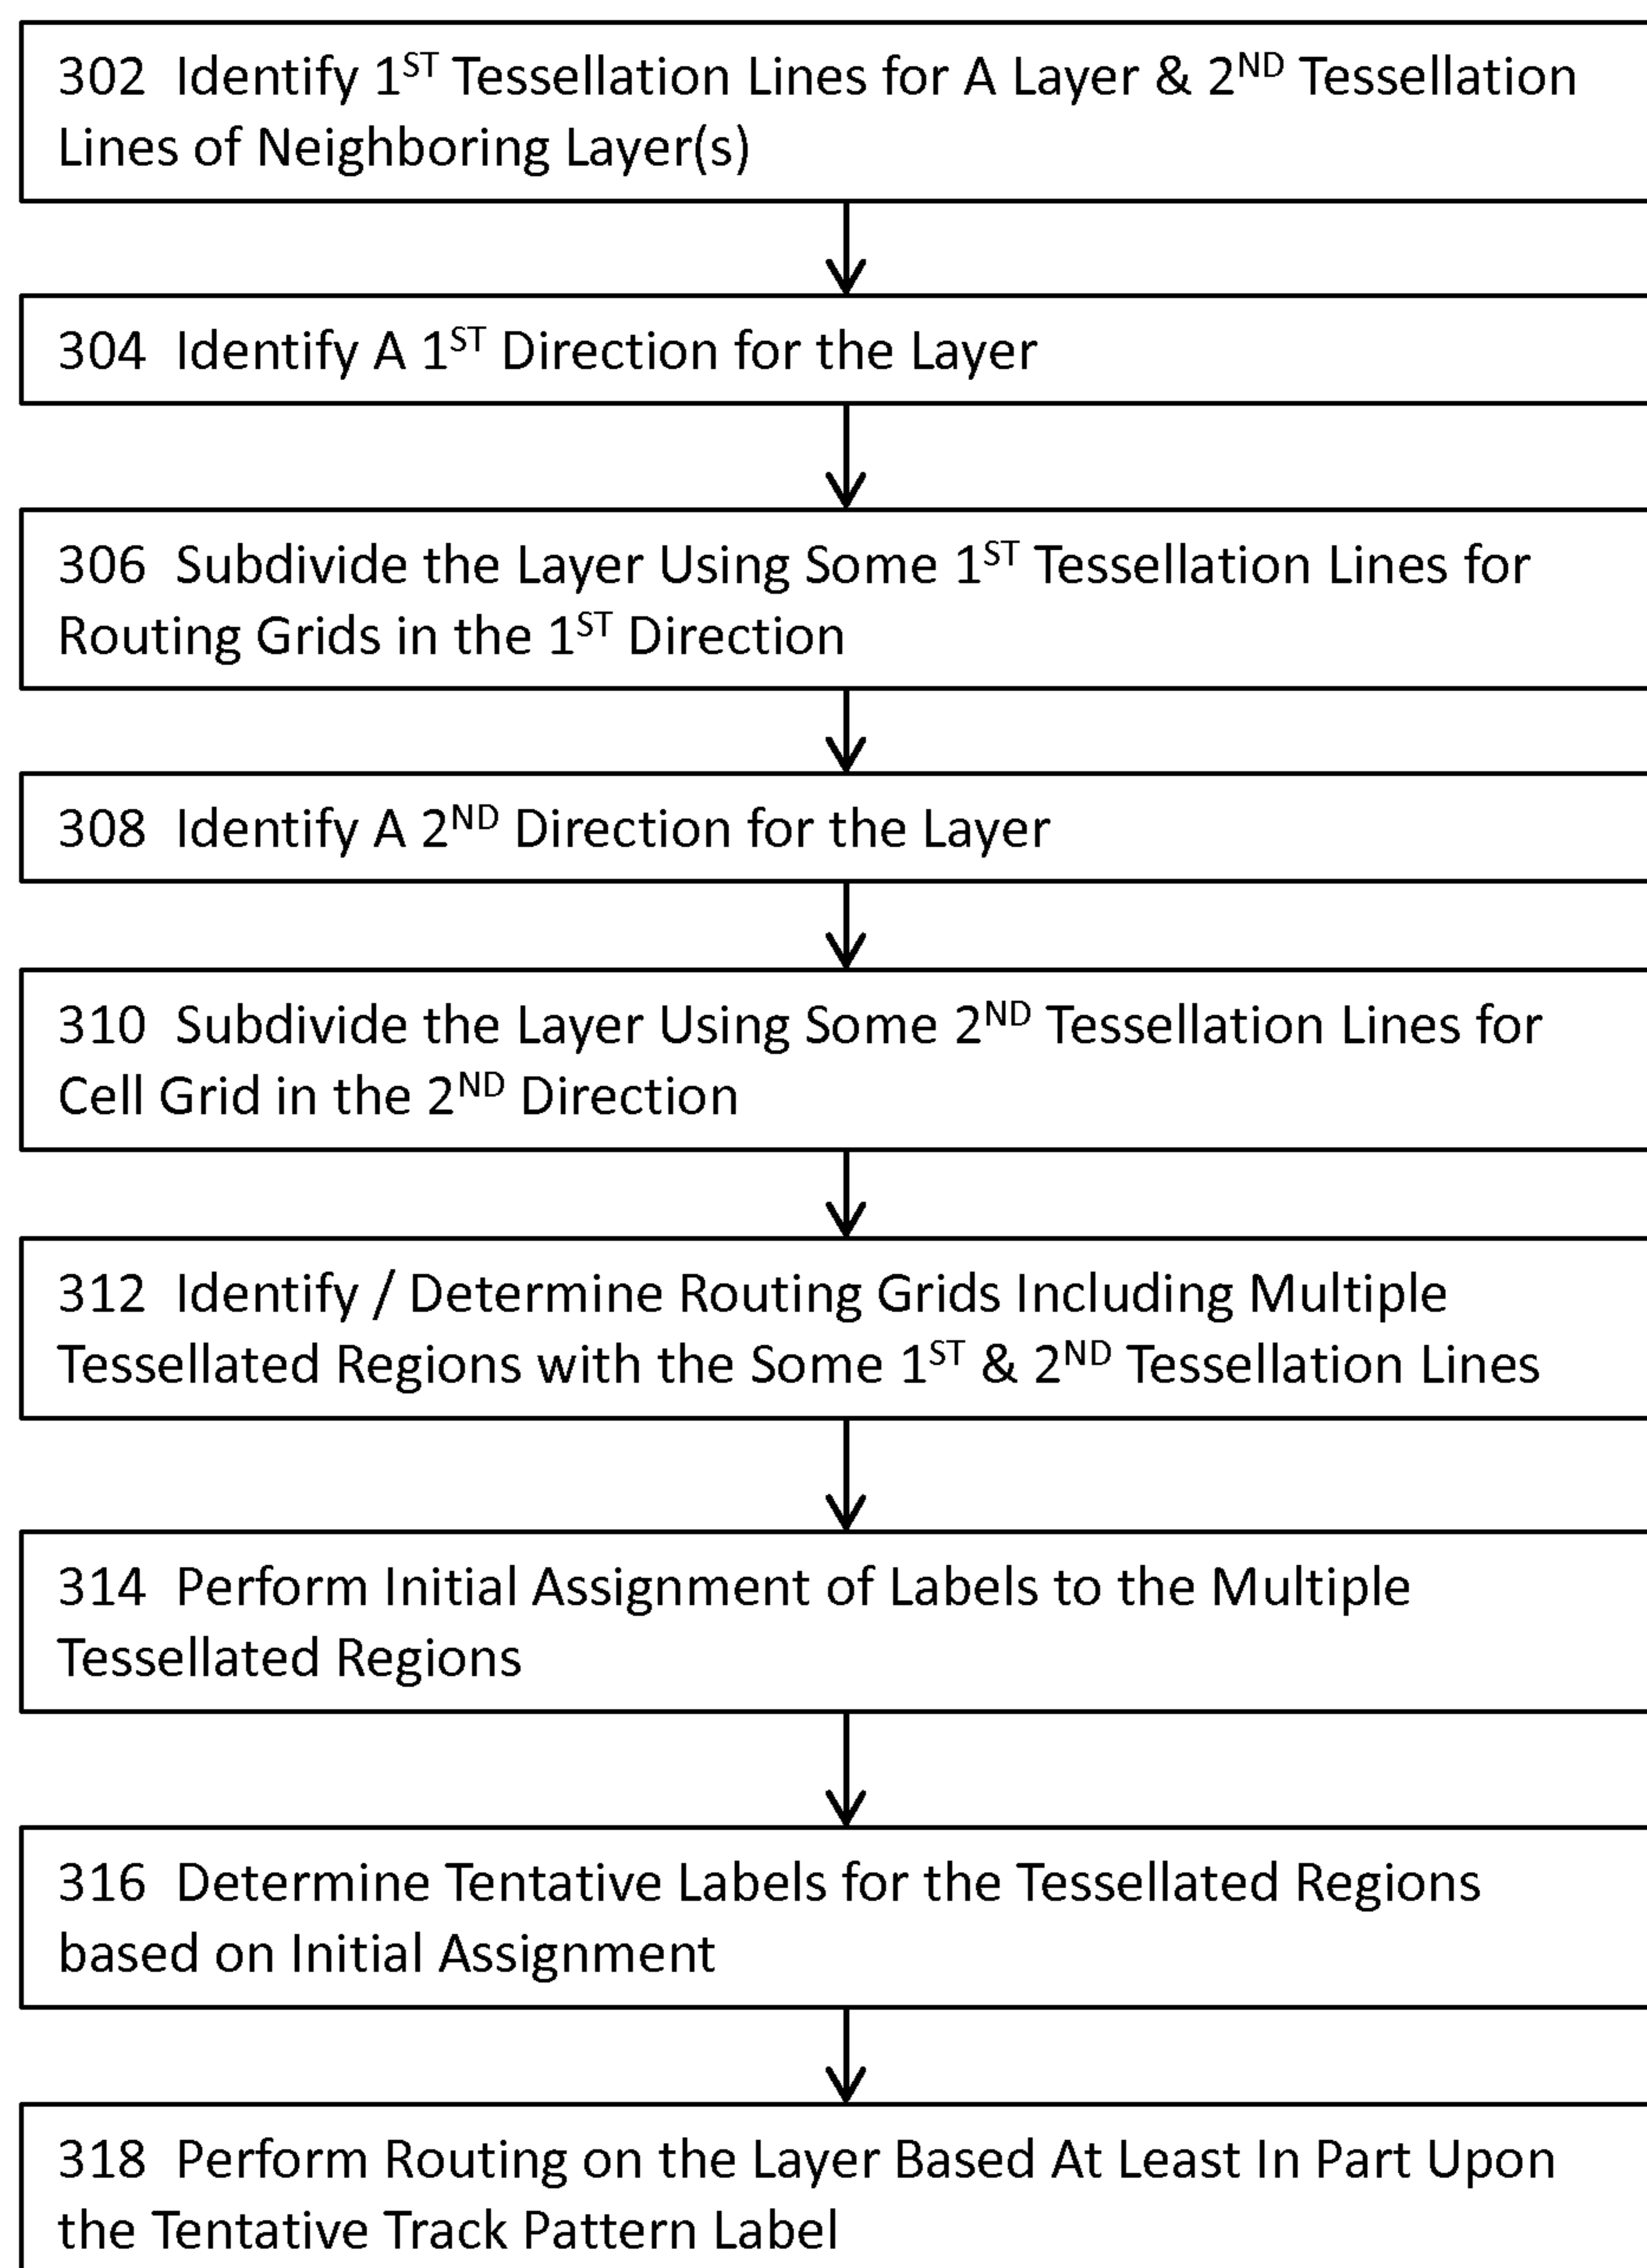 302 Identify 1ST Tessellation Lines for A Layer & 2ND Tessellation
Lines of Neighboring Layer(s)
304 Identify A 1ST Direction for the Layer
306 Subdivide the Layer Using Some 1ST Tessellation Lines for
Routing Grids in the 1ST Direction
308 Identify A 2ND Direction for the Layer
310 Subdivide the Layer Using Some 2ND Tessellation Lines for
Cell Grid in the 2ND Direction
312 Identify / Determine Routing Grids Including Multiple
Tessellated Regions with the Some 1ST & 2ND Tessellation Lines
314 Perform Initial Assignment of Labels to the Multiple
Tessellated Regions
316 Determine Tentative Labels for the Tessellated Regions
based on Initial Assignment
318 Perform Routing on the Layer Based At Least In Part Upon
the Tentative Track Pattern Label